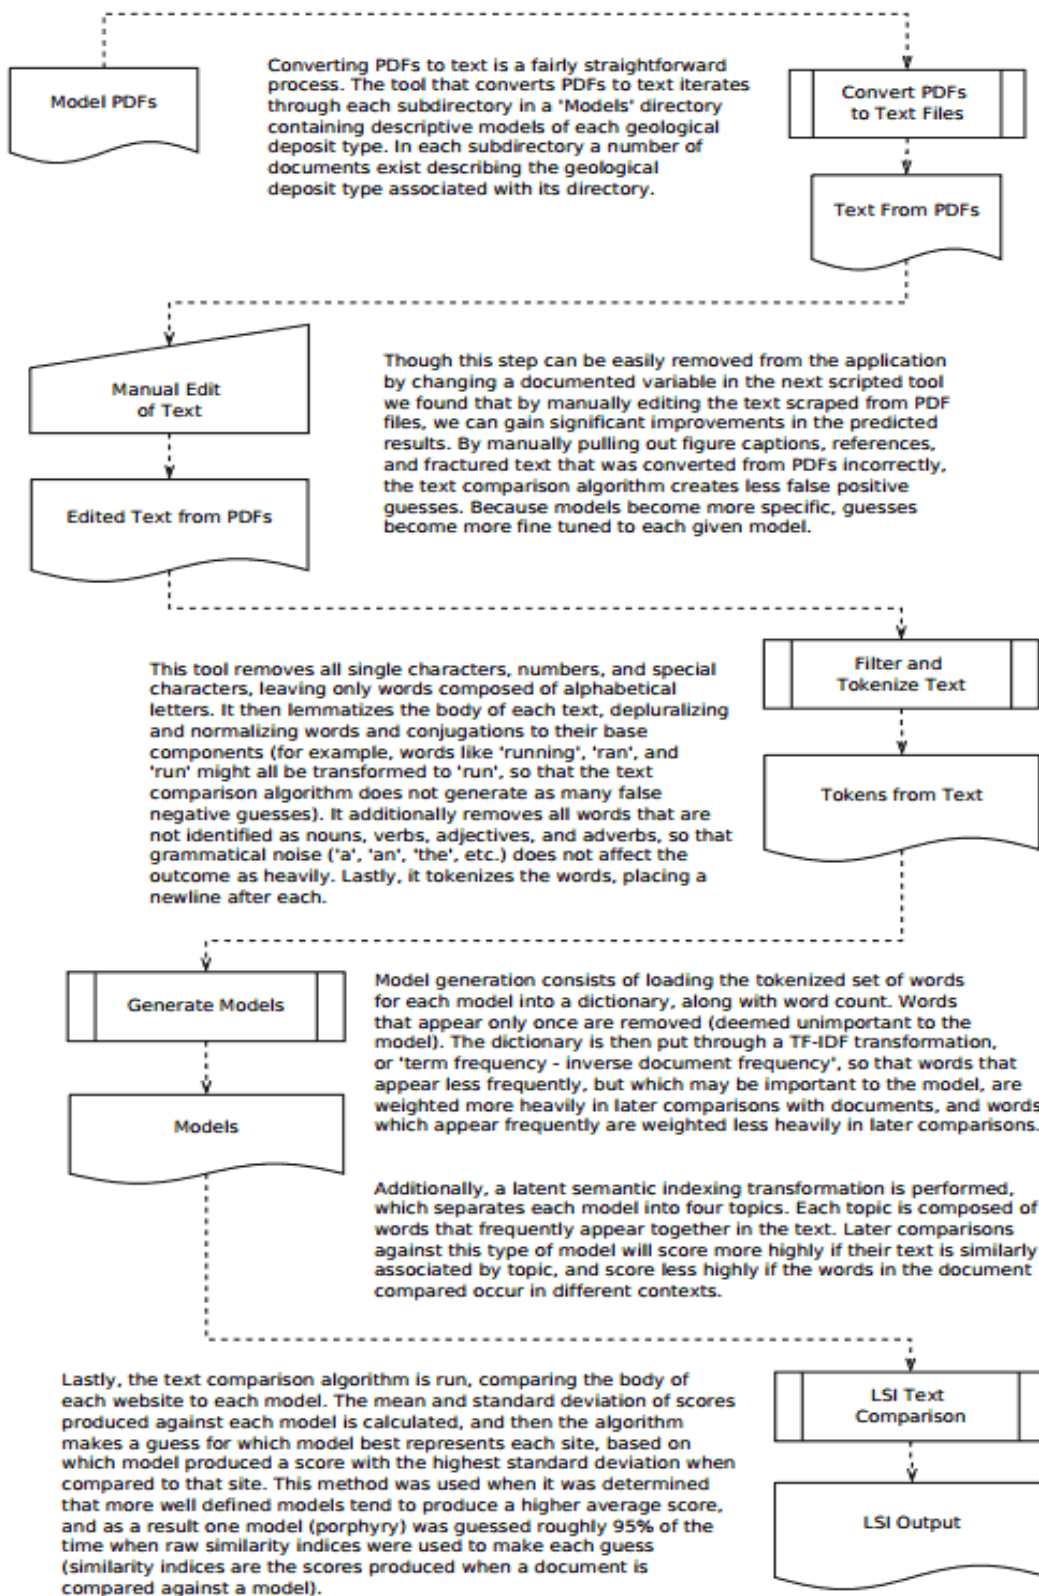 Model PDFs
Converting PDFs to text is a fairly straightforward
process. The tool that converts PDFs to text iterates
through each subdirectory in a 'Models' directory
containing descriptive models of each geological
deposit type. In each subdirectory a number of
documents exist describing the geological
deposit type associated with its directory.
Convert PDFs
to Text Files
Text From PDFs
Manual Edit
of Text
Though this step can be easily removed from the application
by changing a documented variable in the next scripted tool
we found that by manually editing the text scraped from PDF
files, we can gain significant improvements in the predicted
results. By manually pulling out figure captions, references,
and fractured text that was converted from PDFs incorrectly,
the text comparison algorithm creates less false positive
guesses. Because models become more specific, guesses
become more fine tuned to each given model.
Edited Text from PDFs
This tool removes all single characters, numbers, and special
characters, leaving only words composed of alphabetical
letters. It then lemmatizes the body of each text, depluralizing
and normalizing words and conjugations to their base
components (for example, words like 'running', 'ran', and
'run' might all be transformed to 'run', so that the text
comparison algorithm does not generate as many false
negative guesses). It additionally removes all words that are
not identified as nouns, verbs, adjectives, and adverbs, so that
grammatical noise ('a', 'an', 'the', etc.) does not affect the
outcome as heavily. Lastly, it tokenizes the words, placing a
newline after each.
Filter and
Tokenize Text
Tokens from Text
Generate Models
Models
Model generation consists of loading the tokenized set of words
for each model into a dictionary, along with word count. Words
that appear only once are removed (deemed unimportant to the
model). The dictionary is then put through a TF-IDF transformation,
or 'term frequency - inverse document frequency', so that words that
appear less frequently, but which may be important to the model, are
weighted more heavily in later comparisons with documents, and words
which appear frequently are weighted less heavily in later comparisons.
Additionally, a latent semantic indexing transformation is performed,
which separates each model into four topics. Each topic is composed of
words that frequently appear together in the text. Later comparisons
against this type of model will score more highly if their text is similarly
associated by topic, and score less highly if the words in the document
compared occur in different contexts.
Lastly, the text comparison algorithm is run, comparing the body of
each website to each model. The mean and standard deviation of scores
produced against each model is calculated, and then the algorithm
makes a guess for which model best represents each site, based on
which model produced a score with the highest standard deviation when
compared to that site. This method was used when it was determined
that more well defined models tend to produce a higher average score,
and as a result one model (porphyry) was guessed roughly 95% of the
time when raw similarity indices were used to make each guess
(similarity indices are the scores produced when a document is
compared against a model).
LSI Text
Comparison
LSI Output